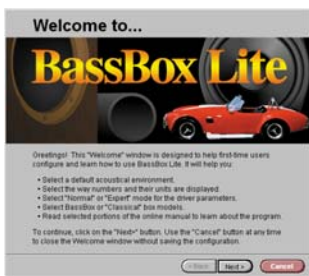 Welcome to...
BassBox Lite
Greetings! This "Welcome" window is designed to help first-time users
configure and learn how to use BassBox Lite. It will help you:
• Select a default acoustical environment.
• Select the way numbers and their units are displayed.
• Select "Normal" or "Expert" mode for the driver parameters.
• Select BassBox or "Classical" box models.
• Read selected portions of the online manual to learn about the program.
To continue, click on the "Next>" button. Use the "Cancel" button at any time
to close the Welcome window without saving the configuration.
< Back Next > Cancel